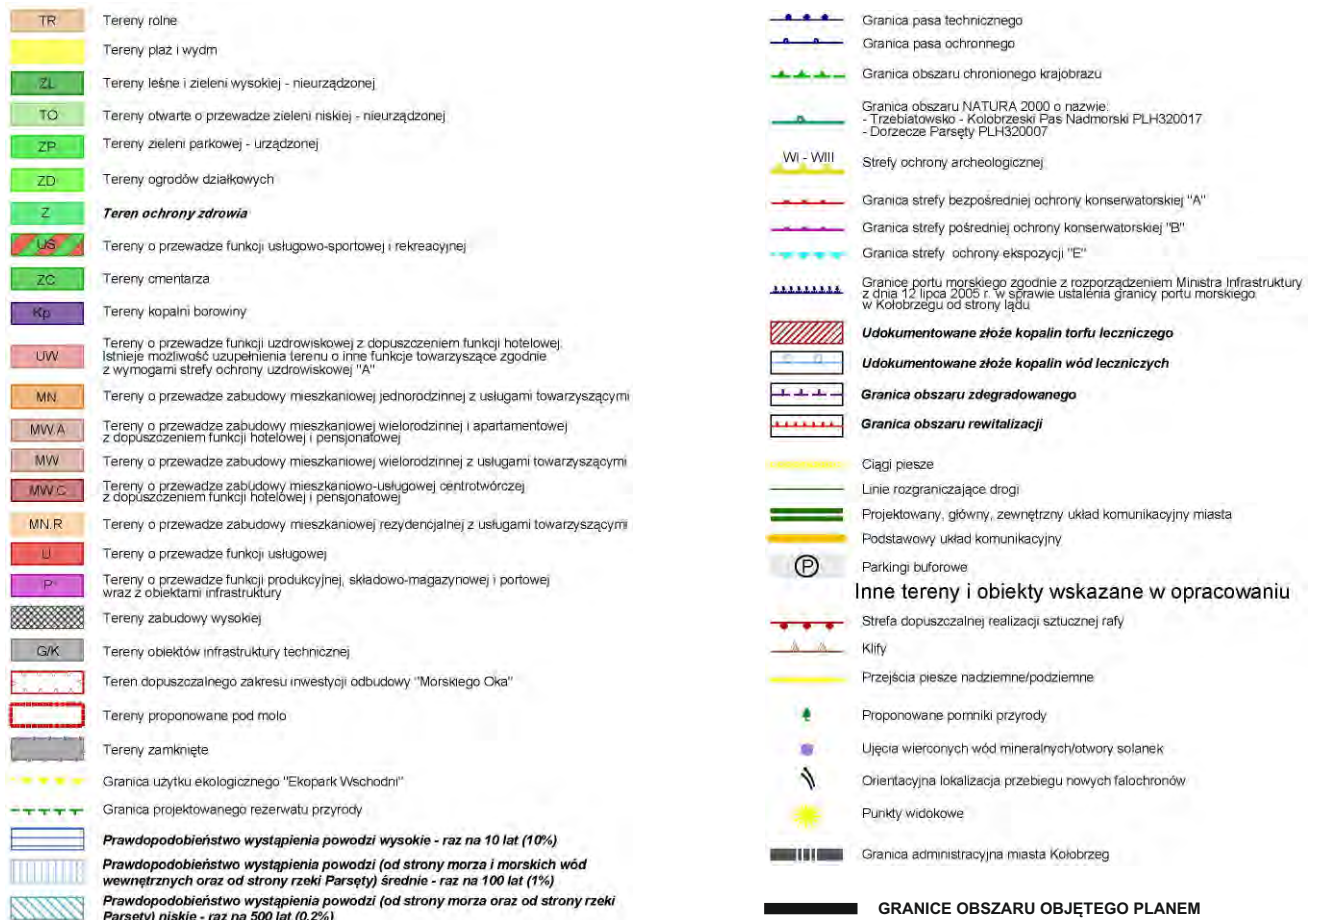 TR Tereny rolne
Tereny plaż i wydm
ZL Tereny leśne i zieleni wysokiej - nieurządzonej
TO Tereny otwarte o przewadze zieleni niskiej - nieurządzonej
ZP Tereny zieleni parkowej - urządzonej
ZD Tereny ogrodów działkowych
Z Teren ochrony zdrowia
US Tereny o przewadze funkcji usługowo-sportowej i rekreacyjnej
ZC Tereny cmentarza
Kp Tereny kopalni borowiny
Tereny o przewadze funkcji uzdrowiskowej z dopuszczeniem funkcji hotelowej.
UW Istnieje możliwość uzupełnienia terenu o inne funkcje towarzyszące zgodnie
z wymogami strefy ochrony uzdrowiskowej "A"
MN Tereny o przewadze zabudowy mieszkaniowej jednorodzinnej z usługami towarzyszącymi
MW.A Tereny o przewadze zabudowy mieszkaniowej wielorodzinnej i apartamentowej
z dopuszczeniem funkcji hotelowej i pensjonatowej
MW Tereny o przewadze zabudowy mieszkaniowej wielorodzinnej z usługami towarzyszącymi
MW.C Tereny o przewadze zabudowy mieszkaniowo-usługowej centrotwórczej
z dopuszczeniem funkcji hotelowej i pensjonatowej
MN.R Tereny o przewadze zabudowy mieszkaniowej rezydencjalnej z usługami towarzyszącymi
U Tereny o przewadze funkcji usługowej
P Tereny o przewadze funkcji produkcyjnej, składowo-magazynowej i portowej
wraz z obiektami infrastruktury
Tereny zabudowy wysokiej
G/K Tereny obiektów infrastruktury technicznej
Teren dopuszczalnego zakresu inwestycji odbudowy "Morskiego Oka"
Tereny proponowane pod molo
Tereny zamknięte
Granica użytku ekologicznego "Ekopark Wschodni"
Granica projektowanego rezerwatu przyrody
Prawdopodobieństwo wystąpienia powodzi wysokie - raz na 10 lat (10%)
Prawdopodobieństwo wystąpienia powodzi (od strony morza i morskich wód
wewnętrznych oraz od strony rzeki Parsęty) średnie - raz na 100 lat (1%)
Prawdopodobieństwo wystąpienia powodzi (od strony morza oraz od strony rzeki
Parsęty) niskie - raz na 500 lat (0,2%)
Granica pasa technicznego
Granica pasa ochronnego
Granica obszaru chronionego krajobrazu
Granica obszaru NATURA 2000 o nazwie:
- Trzebiatowsko - Kołobrzeski Pas Nadmorski PLH320017
- Dorzecze Parsęty PLH320007
WI - WIII Strefy ochrony archeologicznej
Granica strefy bezpośredniej ochrony konserwatorskiej "A"
Granica strefy pośredniej ochrony konserwatorskiej "B"
Granica strefy ochrony ekspozycji "E"
Granice portu morskiego zgodnie z rozporządzeniem Ministra Infrastruktury
z dnia 12 lipca 2005 r. w sprawie ustalenia granicy portu morskiego
w Kołobrzegu od strony lądu
Udokumentowane złoże kopalin torfu leczniczego
Udokumentowane złoże kopalin wód leczniczych
Granica obszaru zdegradowanego
Granica obszaru rewitalizacji
Ciągi piesze
Linie rozgraniczające drogi
Projektowany, główny, zewnętrzny układ komunikacyjny miasta
Podstawowy układ komunikacyjny
P Parkingi buforowe
Inne tereny i obiekty wskazane w opracowaniu
Strefa dopuszczalnej realizacji sztucznej rafy
Klify
Przejścia piesze nadziemne/podziemne
Proponowane pomniki przyrody
Ujęcia wierconych wód mineralnych/otwory solanek
Orientacyjna lokalizacja przebiegu nowych falochronów
Punkty widokowe
Granica administracyjna miasta Kołobrzeg
GRANICE OBSZARU OBJĘTEGO PLANEM